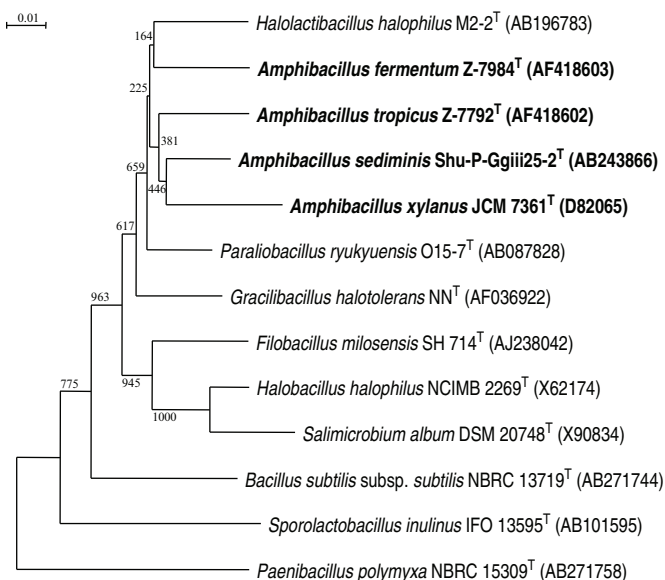 0.01
Halolactibacillus halophilus M2-2T (AB196783)
164
Amphibacillus fermentum Z-7984T (AF418603)
225
Amphibacillus tropicus Z-7792T (AF418602)
381
Amphibacillus sediminis Shu-P-Ggiii25-2T (AB243866)
659
446
Amphibacillus xylanus JCM 7361T (D82065)
617
Paraliobacillus ryukyuensis O15-7T (AB087828)
Gracilibacillus halotolerans NNT (AF036922)
963
Filobacillus milosensis SH 714T (AJ238042)
945
775
Halobacillus halophilus NCIMB 2269T (X62174)
1000
Salimicrobium album DSM 20748T (X90834)
Bacillus subtilis subsp. subtilis NBRC 13719T (AB271744)
Sporolactobacillus inulinus IFO 13595T (AB101595)
Paenibacillus polymyxa NBRC 15309T (AB271758)